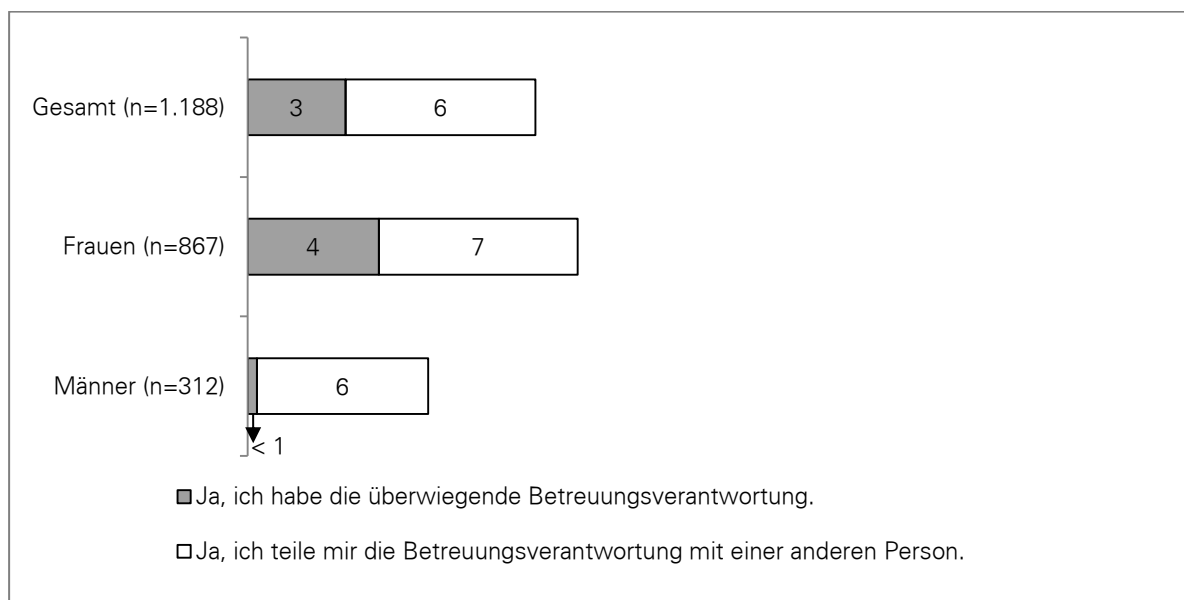 Gesamt (n=1.188) 3 6
Frauen (n=867) 4 7
Männer (n=312) 6
< 1
Ja, ich habe die überwiegende Betreuungsverantwortung.
Ja, ich teile mir die Betreuungsverantwortung mit einer anderen Person.